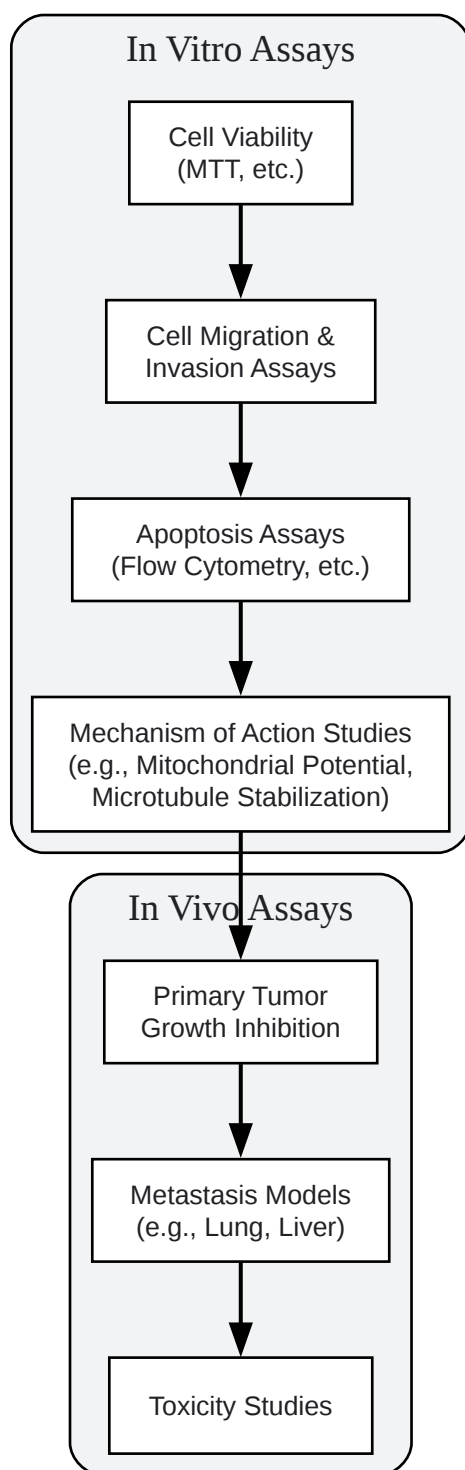 In Vitro Assays
Cell Viability
(MTT, etc.)
Cell Migration &
Invasion Assays
Apoptosis Assays
(Flow Cytometry, etc.)
Mechanism of Action Studies
(e.g., Mitochondrial Potential,
Microtubule Stabilization)
In Vivo Assays
Primary Tumor
Growth Inhibition
Metastasis Models
(e.g., Lung, Liver)
Toxicity Studies